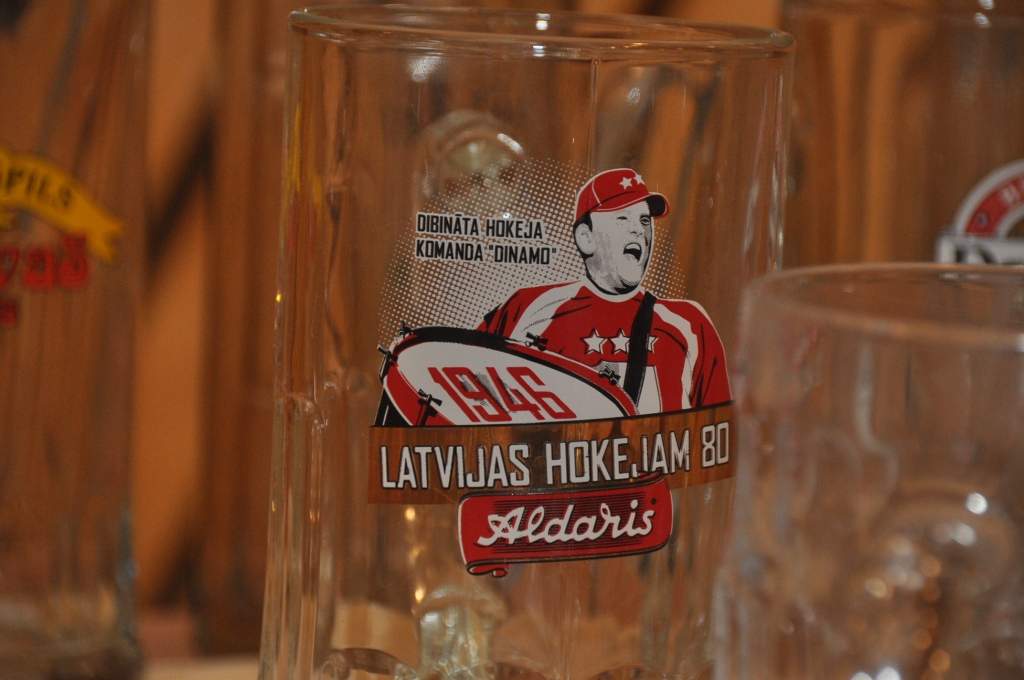 DIBINĀTA HOKEJA
KOMANDA "DINAMO"
1946
LATVIJAS HOKEJAM 80
Aldaris